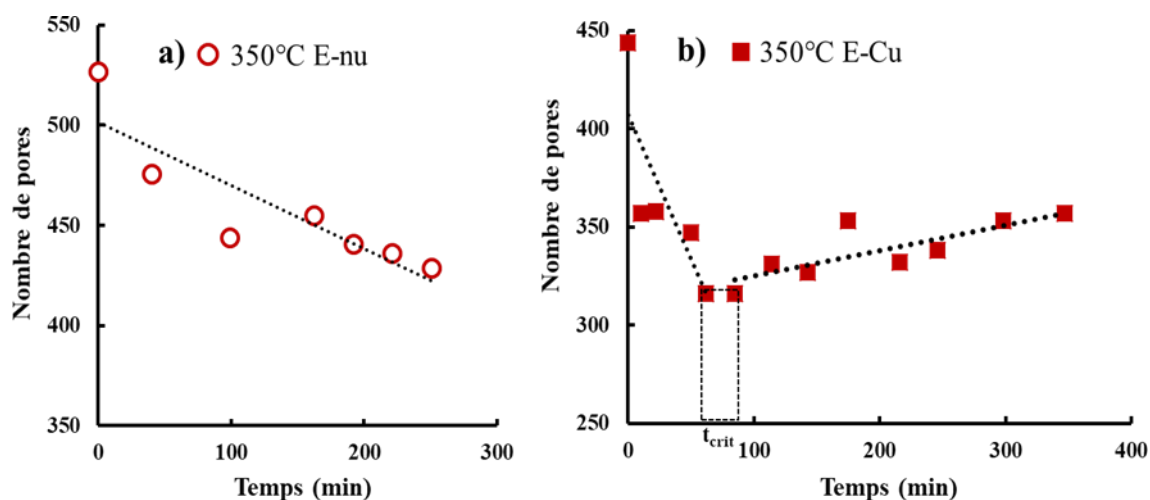 a) 350°C E-nu
550
500
450
400
350
Nombre de pores
0 100 200 300
Temps (min)
b) 350°C E-Cu
450
400
350
300
250
Nombre de pores
0 100 200 300 400
tcrit
Temps (min)